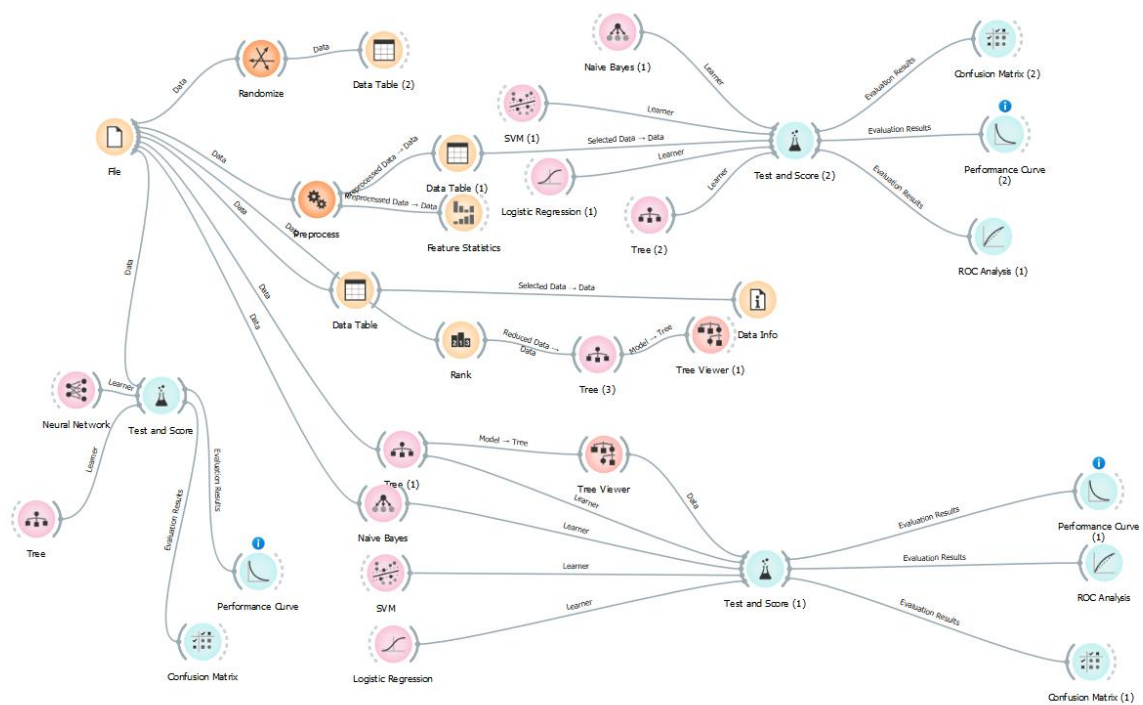 Data
Randomize
Data
Data Table (2)
Naive Bayes (1)
Learner
Evaluation Results
Confusion Matrix (2)
File
Data
SVM (1)
Learner
Selected Data → Data
Evaluation Results
Preprocessed Data → Data
Data Table (1)
Logistic Regression (1)
Learner
Test and Score (2)
Performance Curve
(2)
Preprocess
Preprocessed Data → Data
Feature Statistics
Learner
Tree (2)
Evaluation Results
ROC Analysis (1)
Data
Data
Data
Data
Data
Data Table
Selected Data → Data
Data Info
Rank
Reduced Data →
Data
Tree (3)
Model → Tree
Tree Viewer (1)
Neural Network
Learner
Test and Score
Learner
Tree
Evaluation Results
Evaluation Results
Performance Curve
Confusion Matrix
Tree (1)
Model → Tree
Tree Viewer
Data
Learner
Naive Bayes
Learner
SVM
Learner
Logistic Regression
Learner
Test and Score (1)
Evaluation Results
Performance Curve
(1)
Evaluation Results
ROC Analysis
Evaluation Results
Confusion Matrix (1)